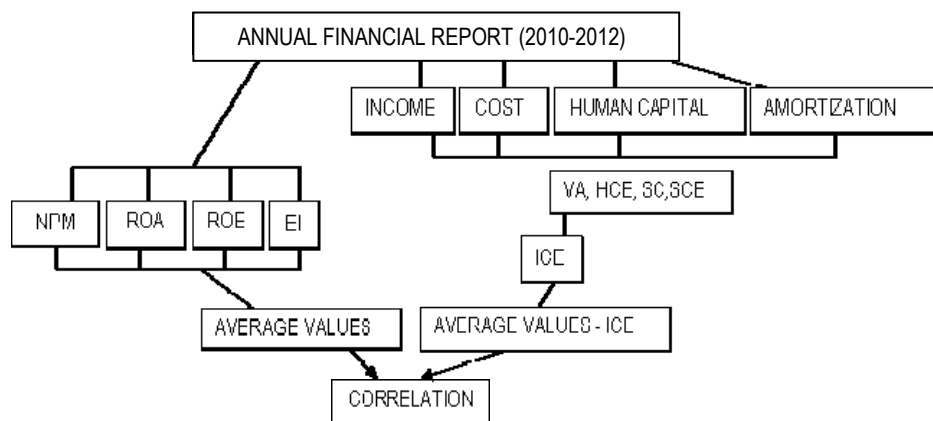 ANNUAL FINANCIAL REPORT (2010-2012)
INCOME
COST
HUMAN CAPITAL
AMORTIZATION
VA, HCE, SC,SCE
NPM
ROA
ROE
EI
ICE
AVERAGE VALUES
AVERAGE VALUES - ICE
CORRELATION